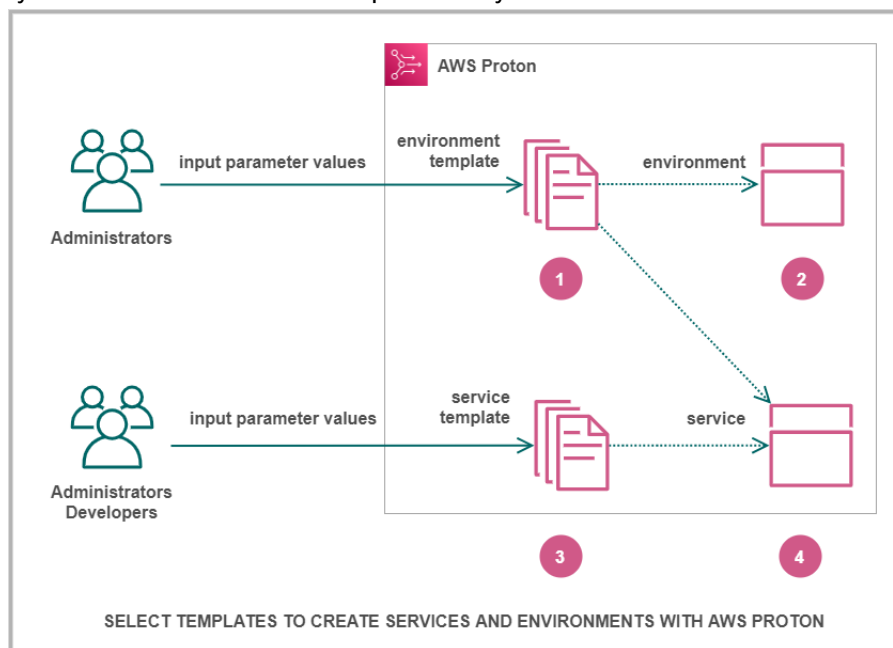 AWS Proton
input parameter values
environment
template
environment
Administrators
1
2
input parameter values
service
template
service
Administrators
Developers
3
4
SELECT TEMPLATES TO CREATE SERVICES AND ENVIRONMENTS WITH AWS PROTON